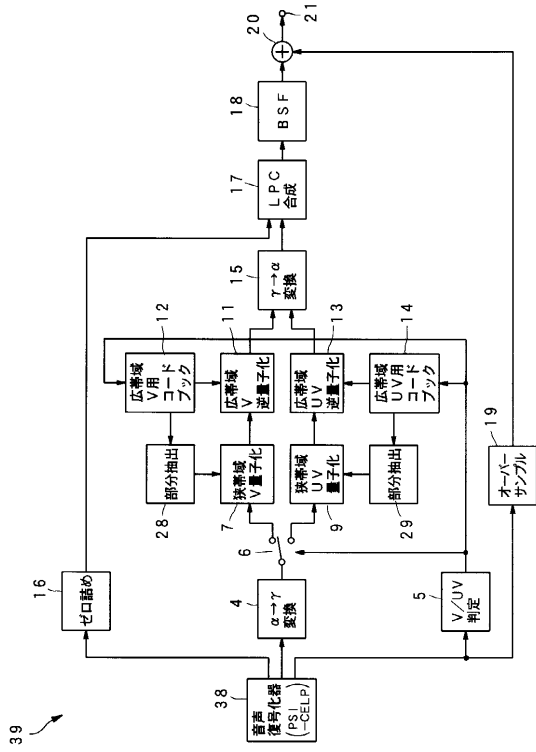 39
38
音声
復号化器
(PSI
-CELP)
16
ゼロ詰め
4
α→γ
変換
5
V/UV
判定
6
28
部分抽出
7
狭帯域
V量子化
狭帯域
UV
量子化
9
部分抽出
29
12
広帯域
V用コード
ブック
11
広帯域
V
逆量子化
13
広帯域
UV
逆量子化
14
広帯域
UV用コード
ブック
19
オーバー
サンプル
15
γ→α
変換
17
LPC
合成
18
BSF
20
+
21